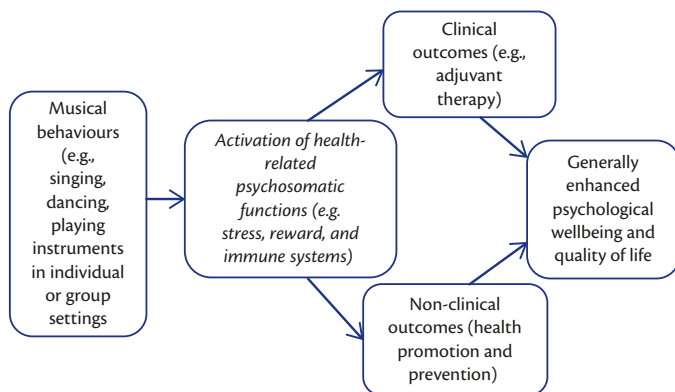 Musical
behaviours
(e.g.,
singing,
dancing,
playing
instruments
in individual
or group
settings
Activation of health-
related
psychosomatic
functions (e.g.
stress, reward, and
immune systems)
Clinical
outcomes (e.g.,
adjuvant
therapy)
Non-clinical
outcomes (health
promotion and
prevention)
Generally
enhanced
psychological
wellbeing and
quality of life